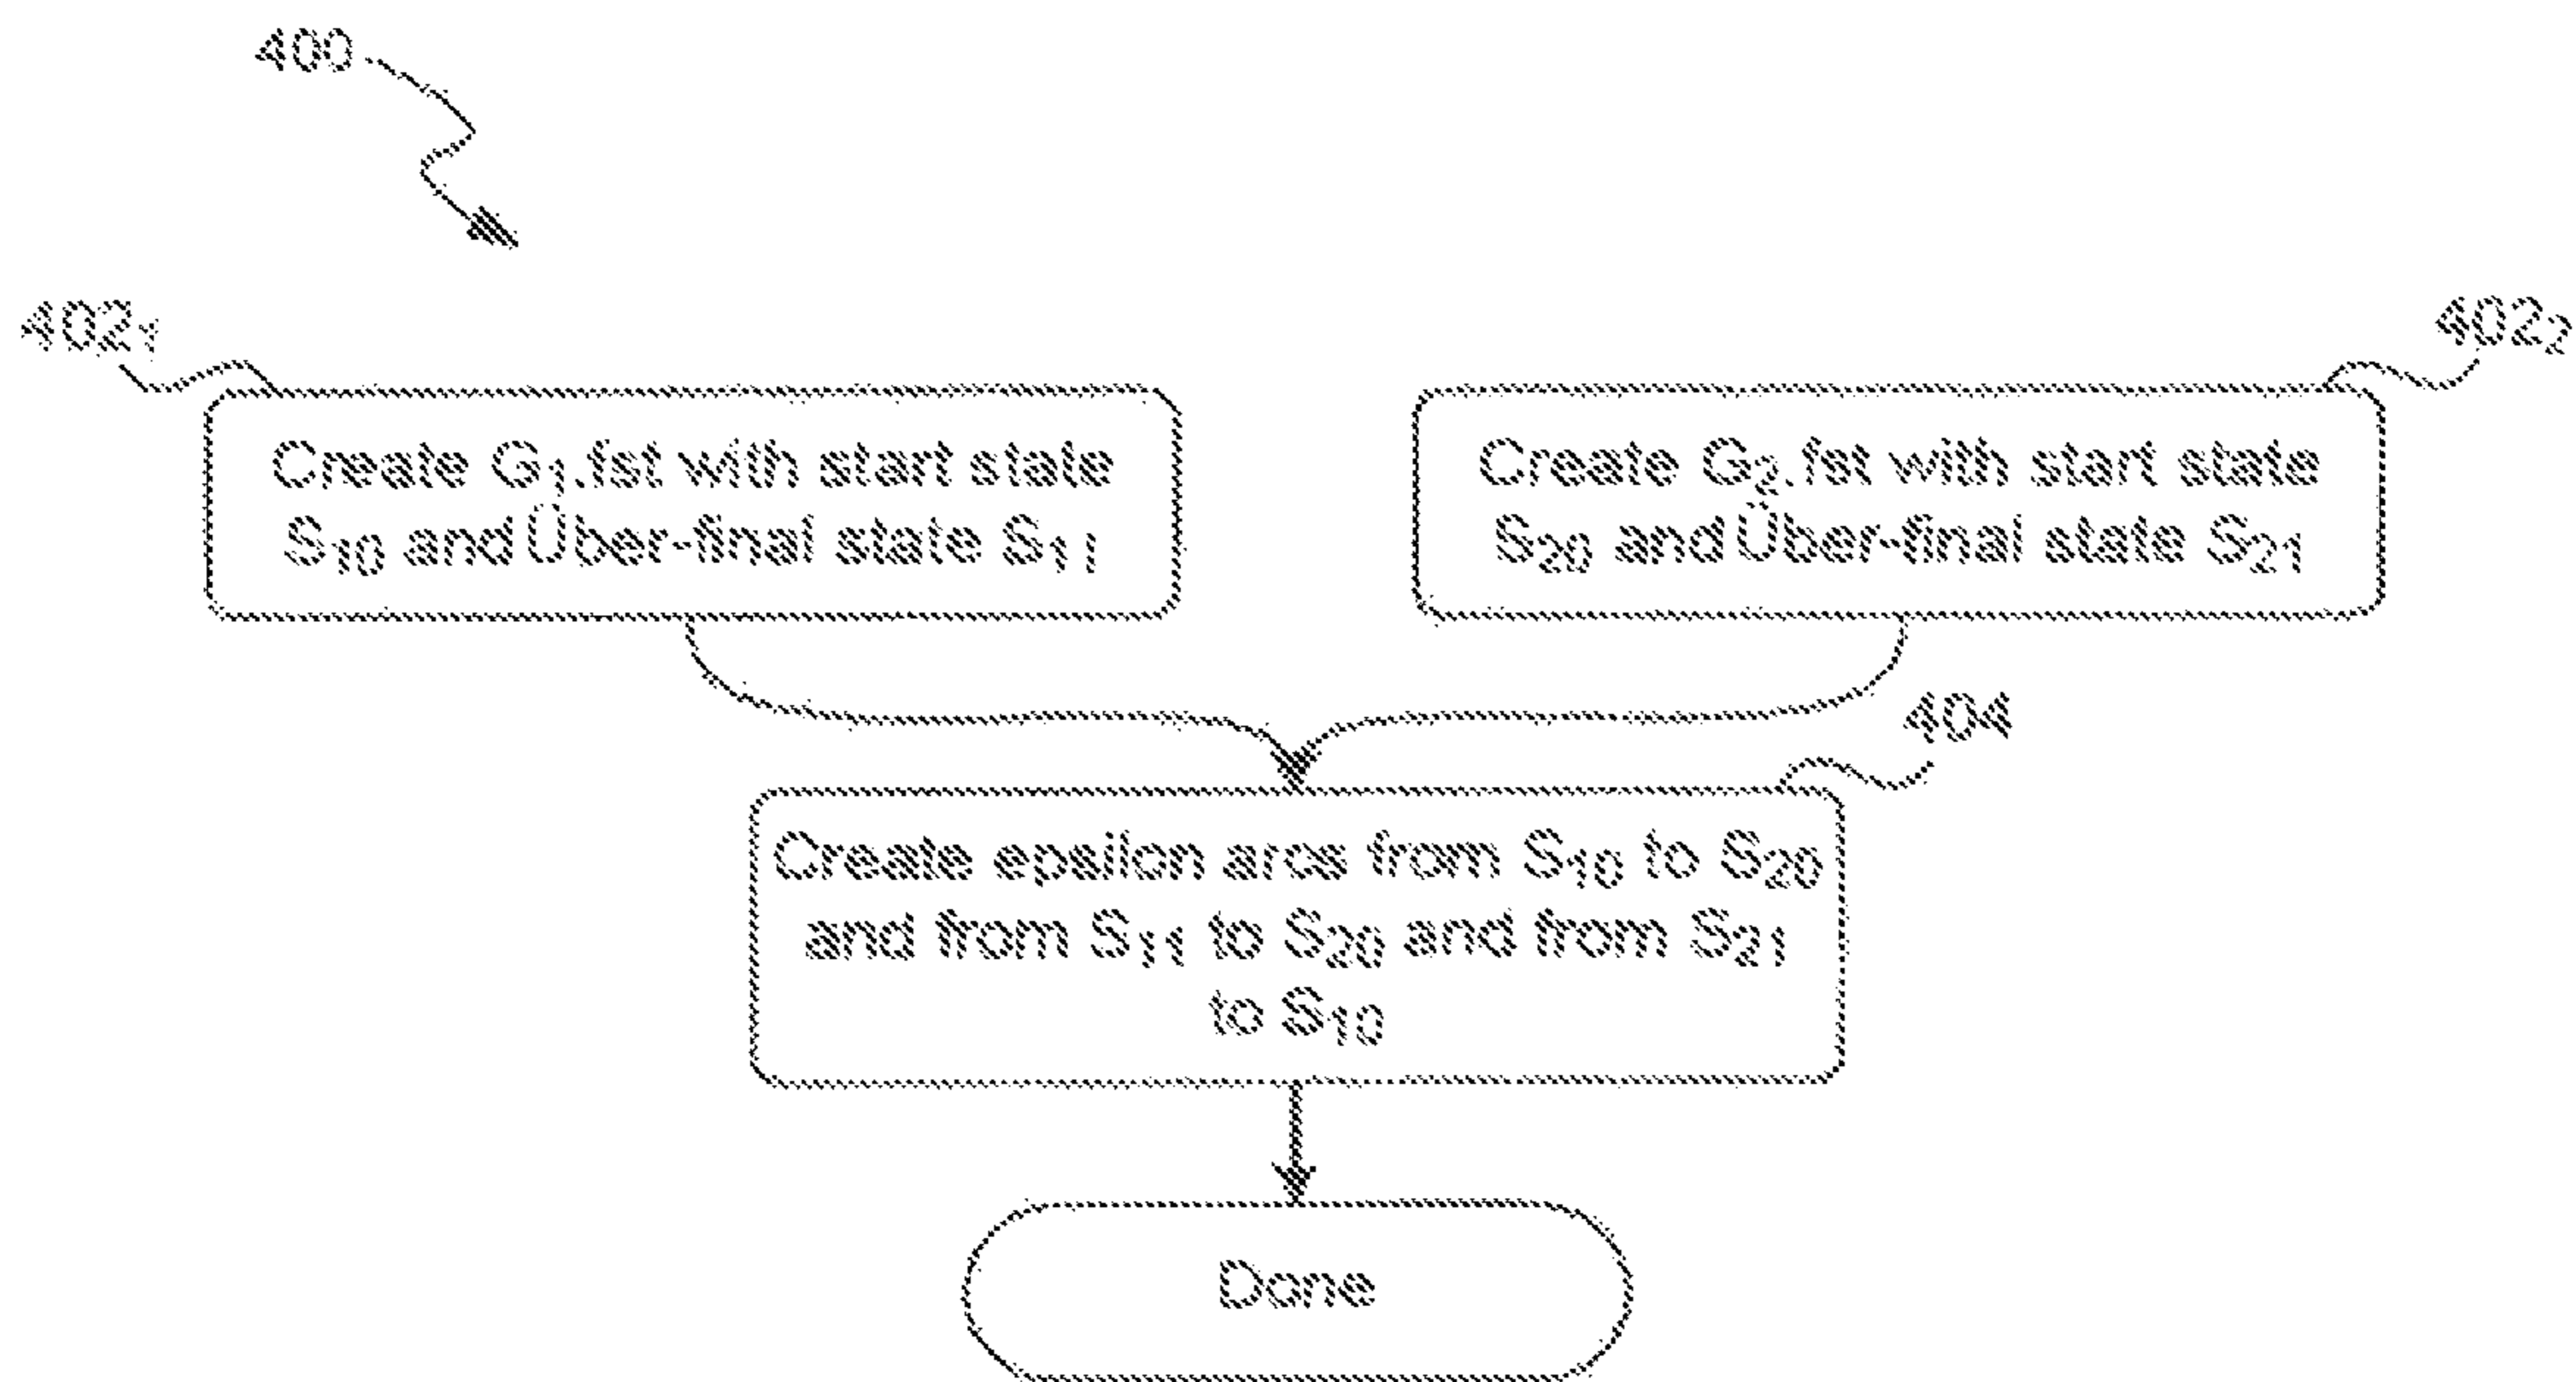 400
402₁
402₂
Create G₁.fst with start state
S₁₀ and Über-final state S₁₁
Create G₂.fst with start state
S₂₀ and Über-final state S₂₁
404
Create epsilon arcs from S₁₀ to S₂₀
and from S₁₁ to S₂₀ and from S₂₁
to S₁₀
Done